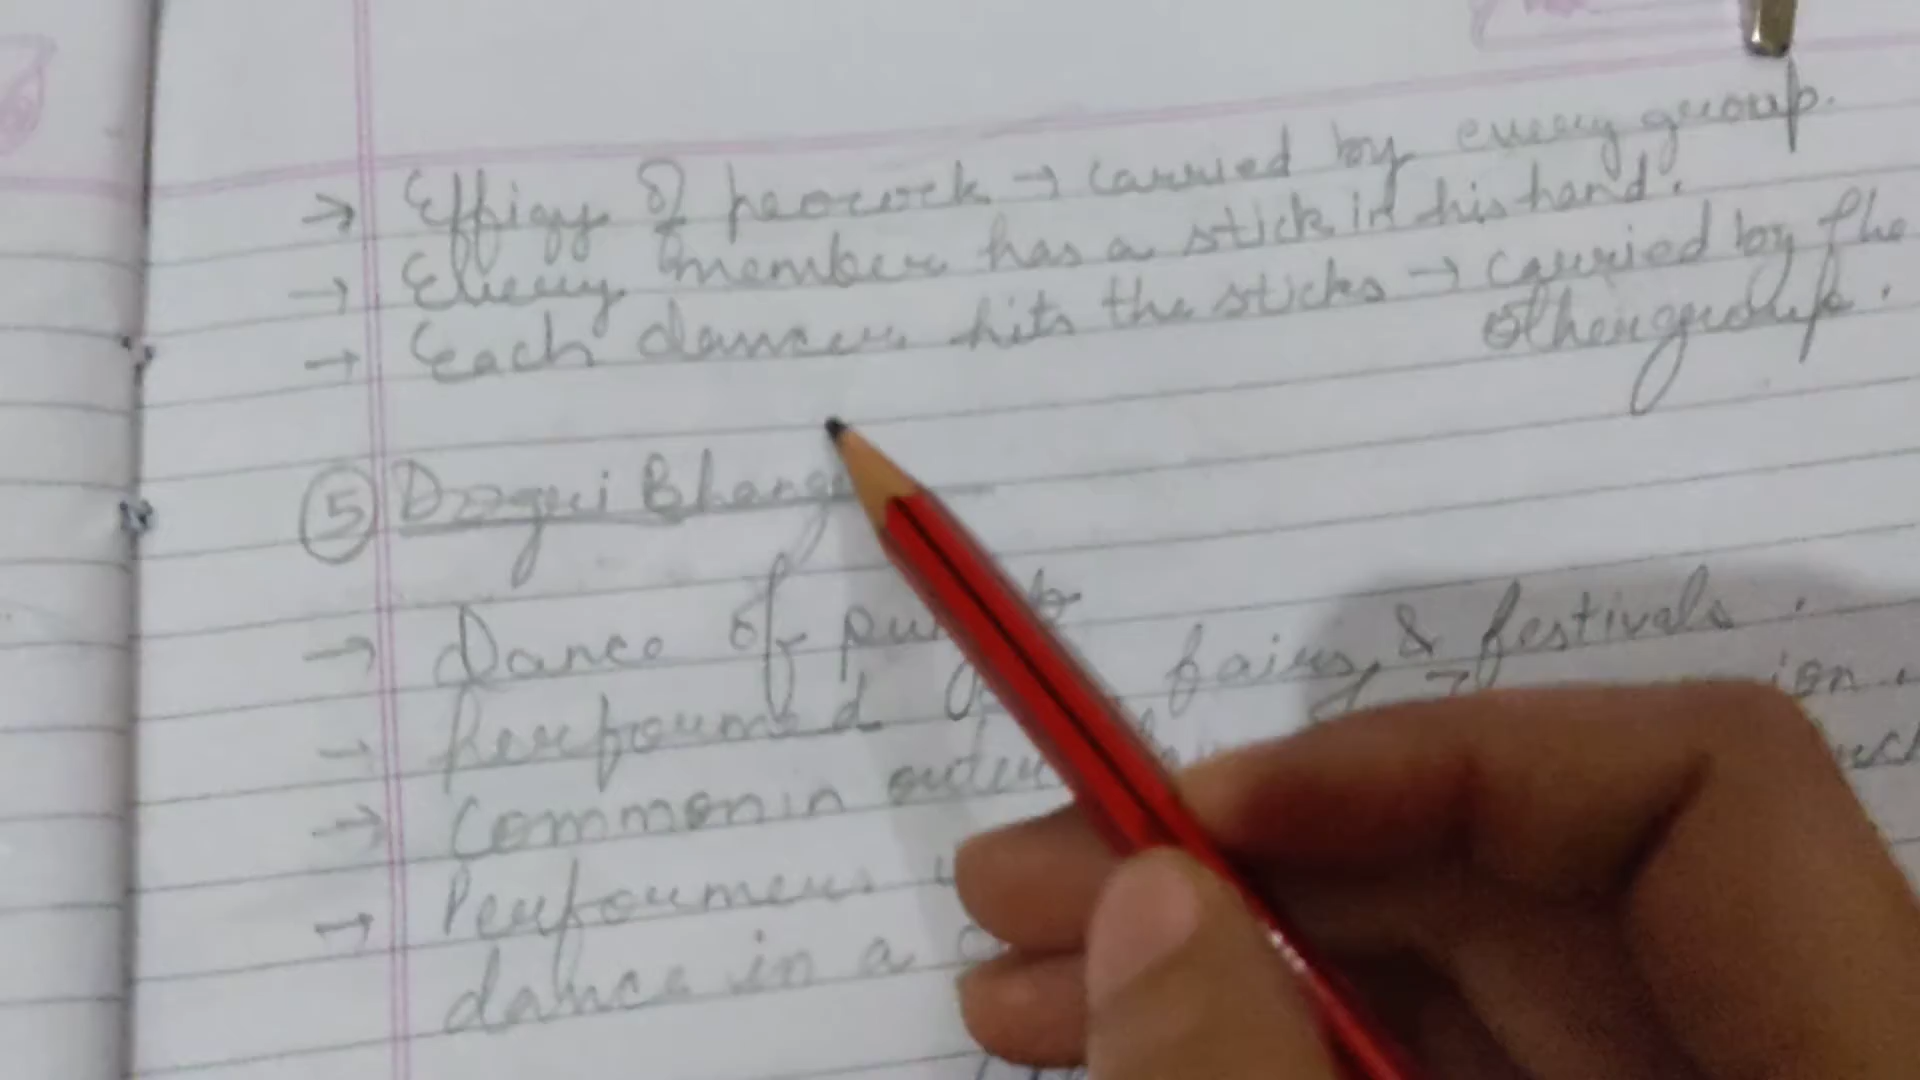 → Effigy of peacock → carried by every group.
→ Every member has a stick in his hand.
→ Each dancer hits the sticks → carried by the
other group.
⑤ Dogri Bhang
→ Dance of
→ Performed fairs & festivals.
→ Common in outer
→ Performers
dance in a